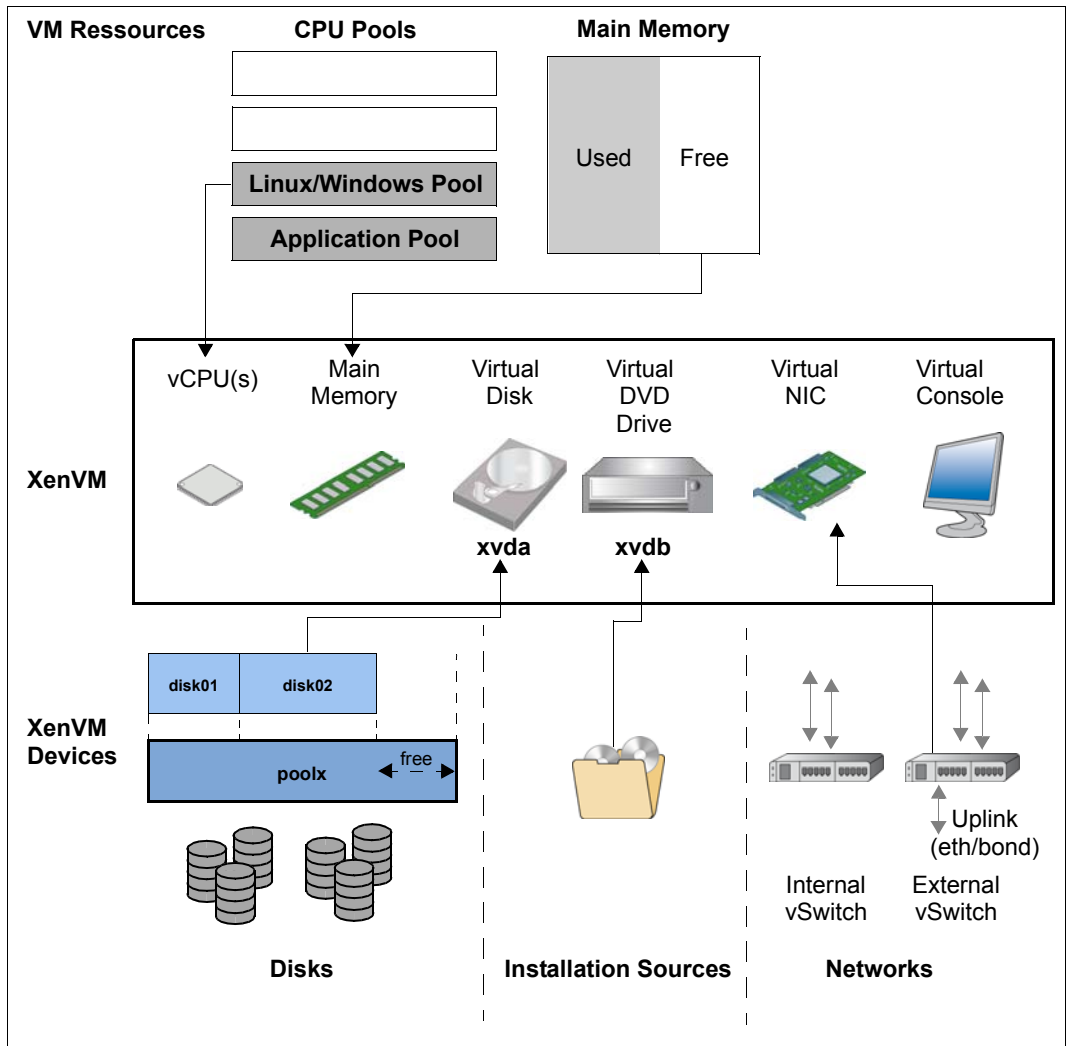 VM Ressources
CPU Pools
Main Memory
Linux/Windows Pool
Application Pool
Used
Free
vCPU(s)
Main
Memory
Virtual
Disk
Virtual
DVD
Drive
Virtual
NIC
Virtual
Console
XenVM
xvda
xvdb
disk01
disk02
XenVM
Devices
free
poolx
Uplink
(eth/bond)
Internal
vSwitch
External
vSwitch
Disks
Installation Sources
Networks